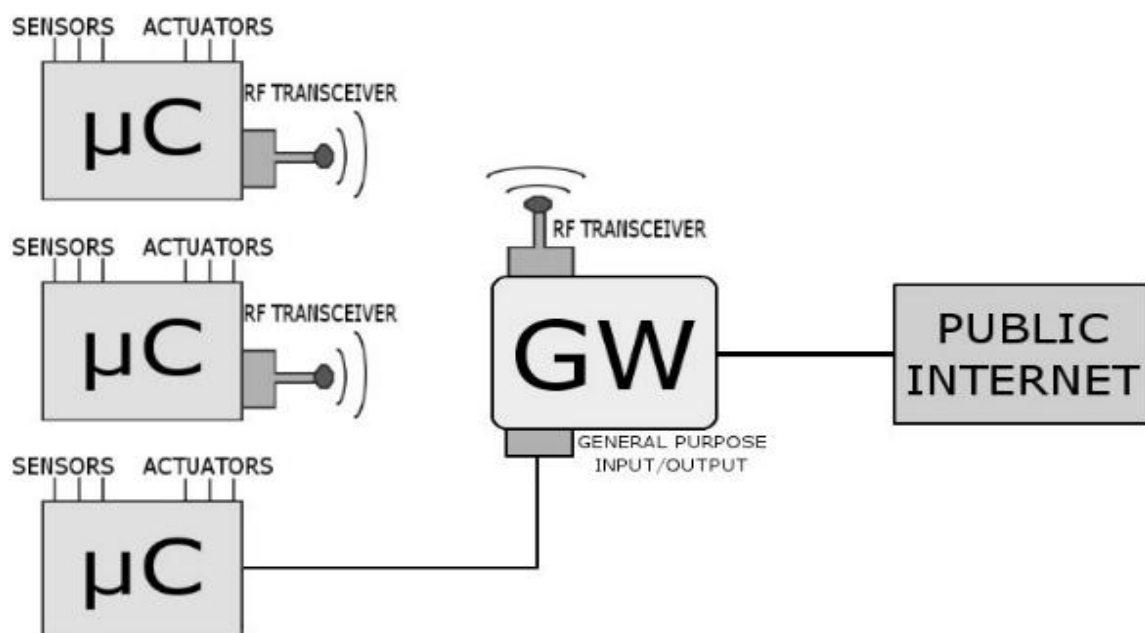 SENSORS ACTUATORS
RF TRANSCEIVER
µC
SENSORS ACTUATORS
RF TRANSCEIVER
µC
SENSORS ACTUATORS
µC
RF TRANSCEIVER
GW
GENERAL PURPOSE
INPUT/OUTPUT
PUBLIC
INTERNET